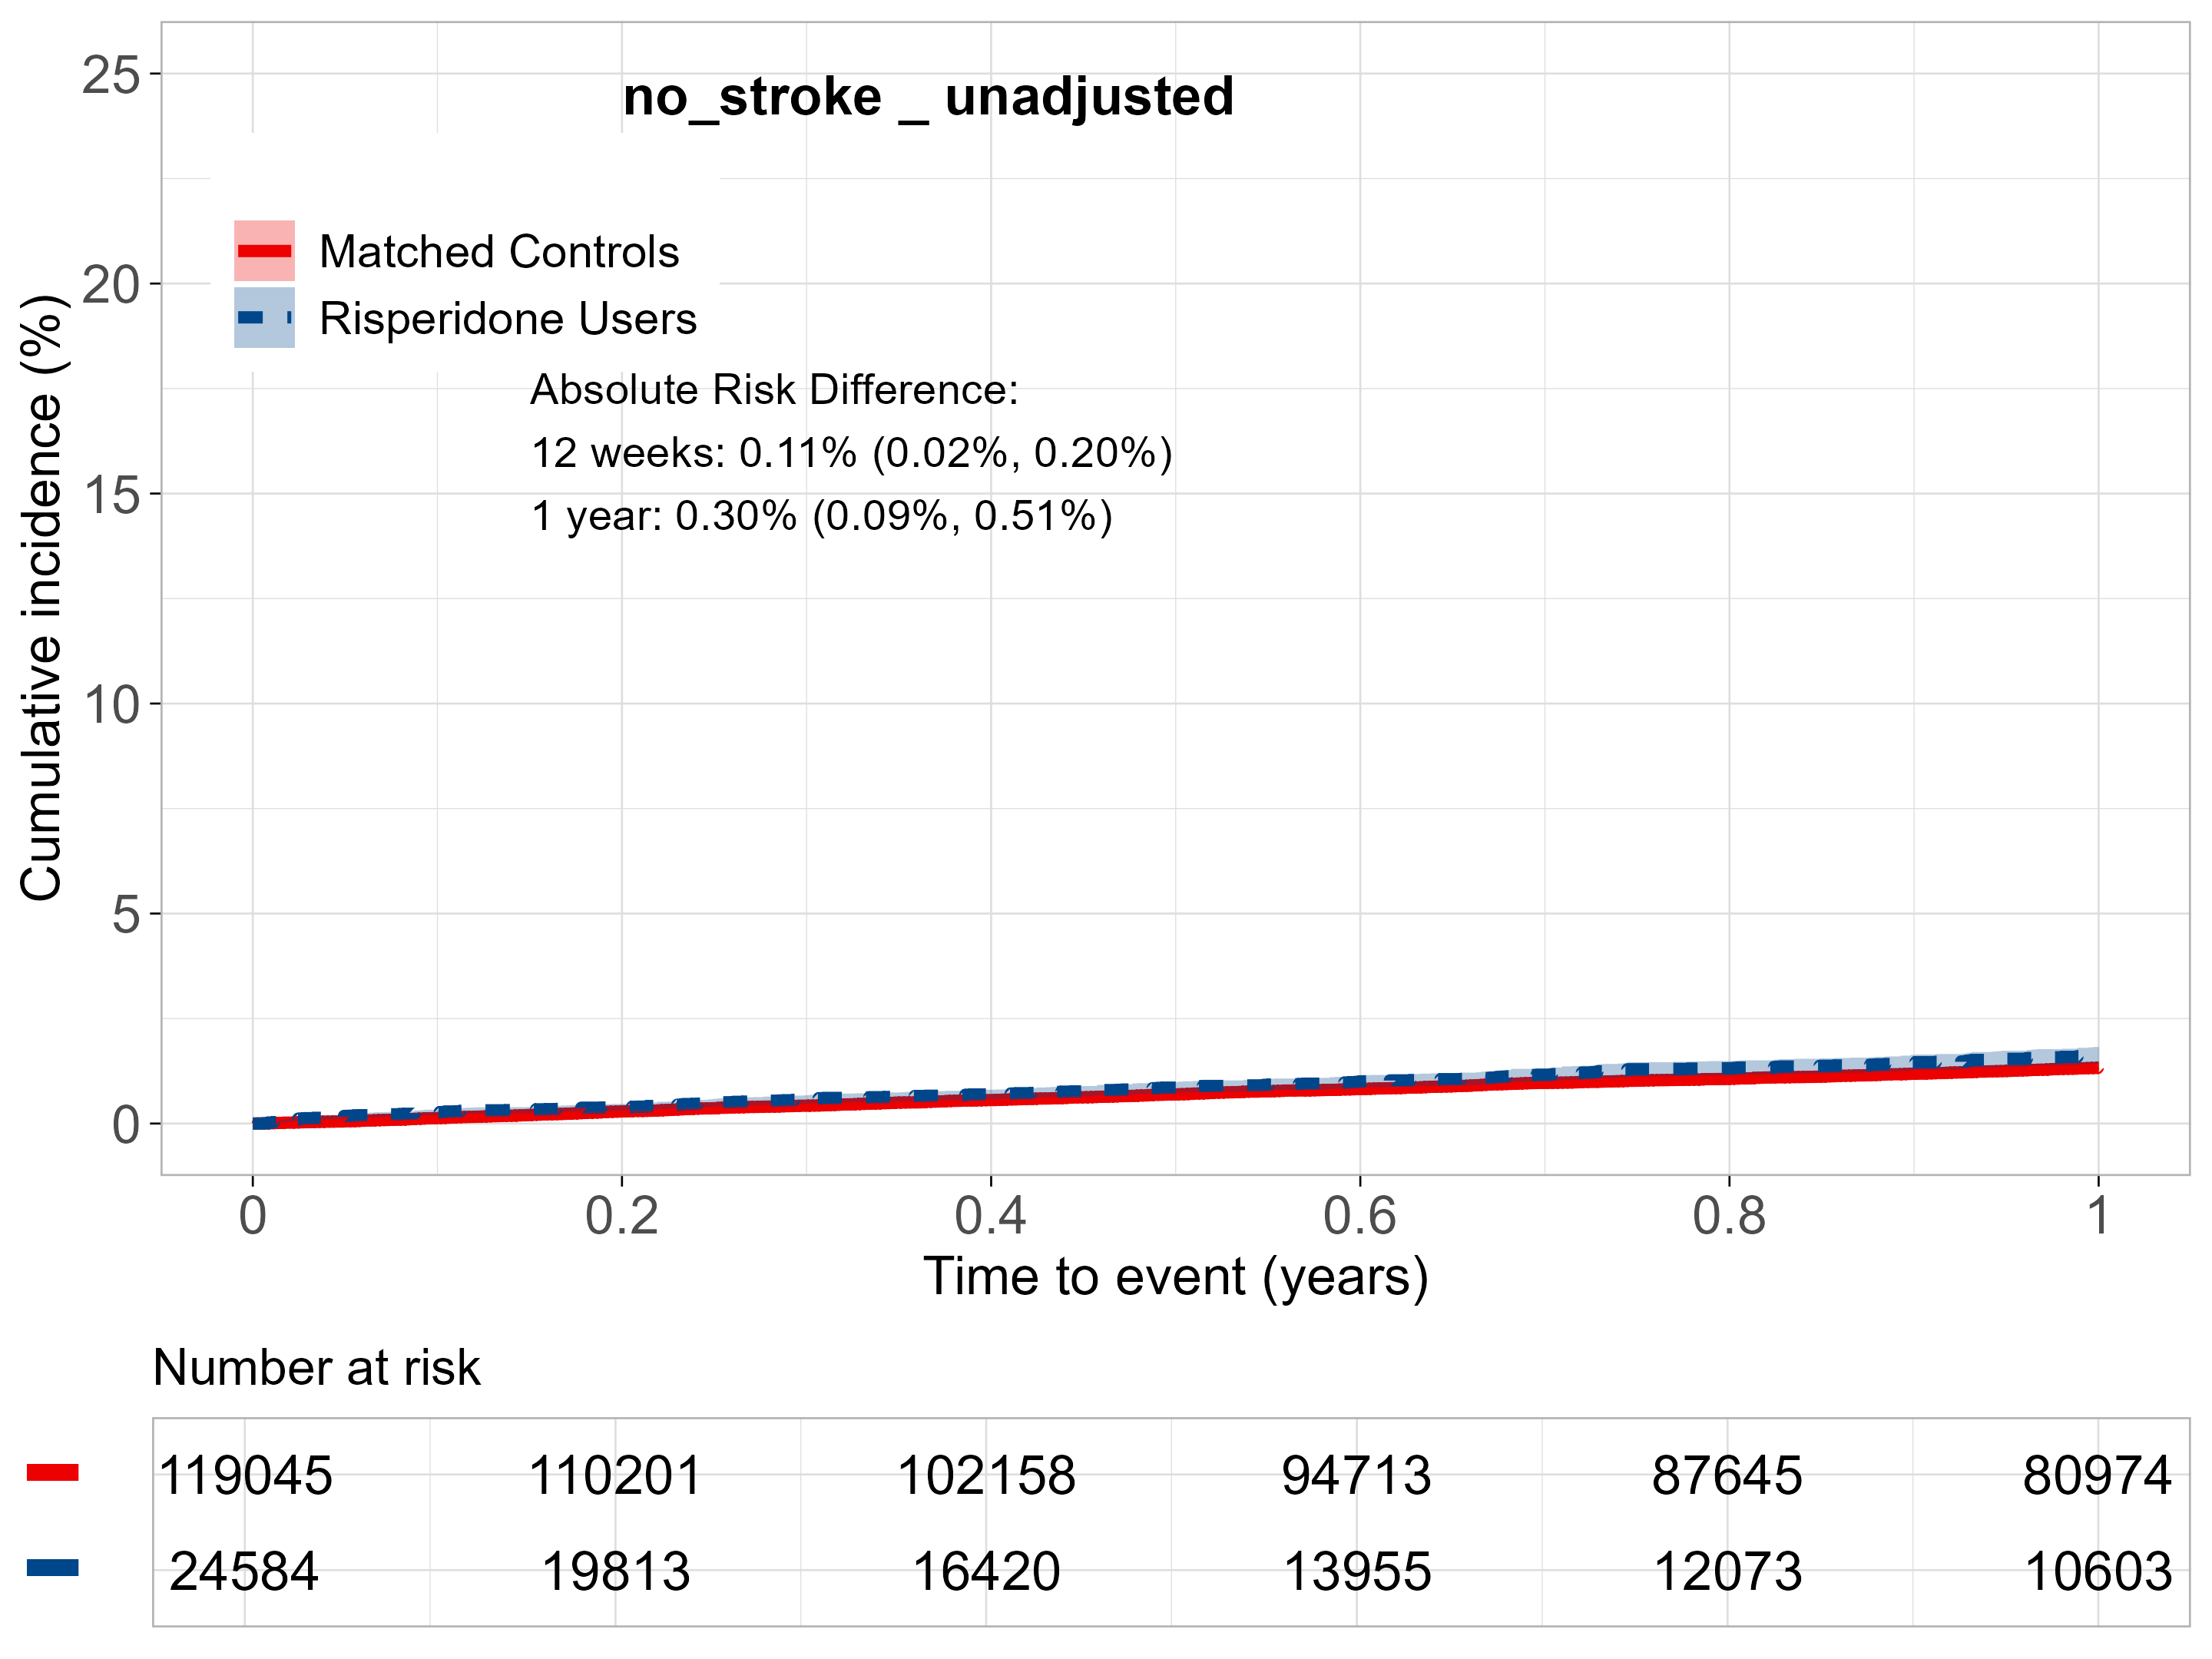 no_stroke _ unadjusted
Matched Controls
Risperidone Users
Absolute Risk Difference:
12 weeks: 0.11% (0.02%, 0.20%)
1 year: 0.30% (0.09%, 0.51%)
Cumulative incidence (%)
25
20
15
10
5
0
0 0.2 0.4 0.6 0.8 1
Time to event (years)
Number at risk
119045 110201 102158 94713 87645 80974
24584 19813 16420 13955 12073 10603